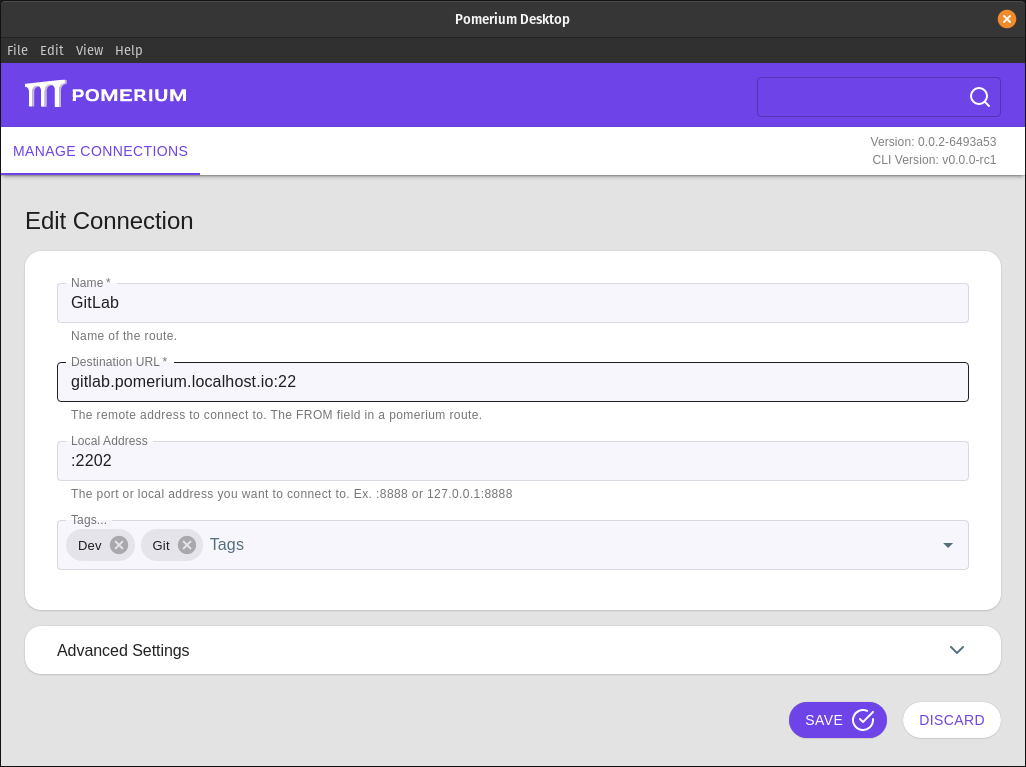 Pomerium Desktop
File Edit View Help
POMERIUM
MANAGE CONNECTIONS
Version: 0.0.2-6493a53
CLI Version: v0.0.0-rc1
Edit Connection
Name *
GitLab
Name of the route.
Destination URL *
gitlab.pomerium.localhost.io:22
The remote address to connect to. The FROM field in a pomerium route.
Local Address
:2202
The port or local address you want to connect to. Ex. :8888 or 127.0.0.1:8888
Tags...
Dev Git Tags
Advanced Settings
SAVE DISCARD